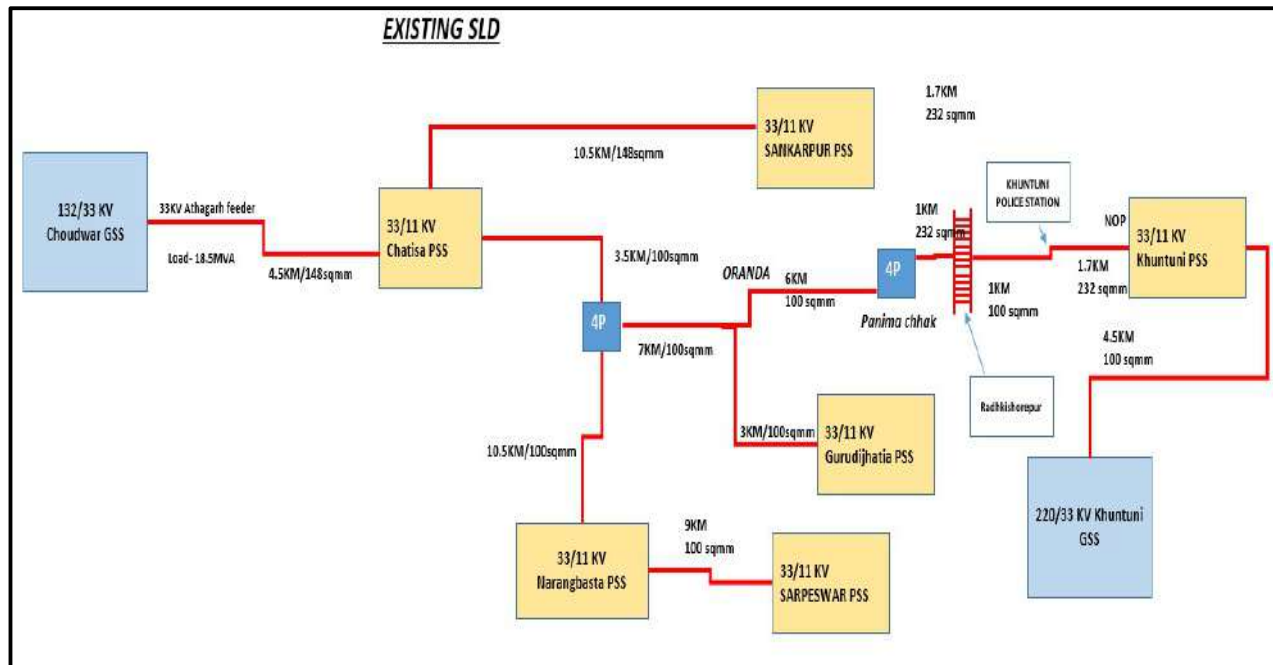 EXISTING SLD
132/33 KV
Choudwar GSS
33KV Athagarh feeder
Load- 18.5MVA
4.5KM/148sqmm
33/11 KV
Chatisa PSS
10.5KM/148sqmm
33/11 KV
SANKARPUR PSS
3.5KM/100sqmm
4P
7KM/100sqmm
ORANDA
6KM
100 sqmm
4P
Panima chhak
1.7KM
232 sqmm
1KM
232 sqmm
KHUNTUNI
POLICE STATION
1KM
100 sqmm
Radhkishorepur
NOP
1.7KM
232 sqmm
33/11 KV
Khuntuni PSS
4.5KM
100 sqmm
220/33 KV Khuntuni
GSS
3KM/100sqmm
33/11 KV
Gurudijhatia PSS
10.5KM/100sqmm
33/11 KV
Narangbasta PSS
9KM
100 sqmm
33/11 KV
SARPESWAR PSS